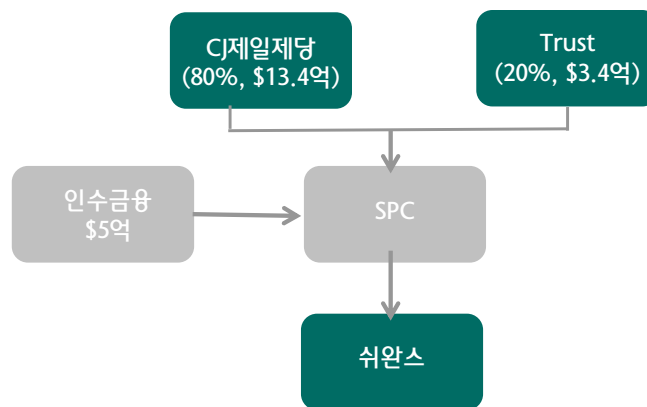 CJ제일제당
(80%, $13.4억)
Trust
(20%, $3.4억)
인수금융
$5억
SPC
쉬완스